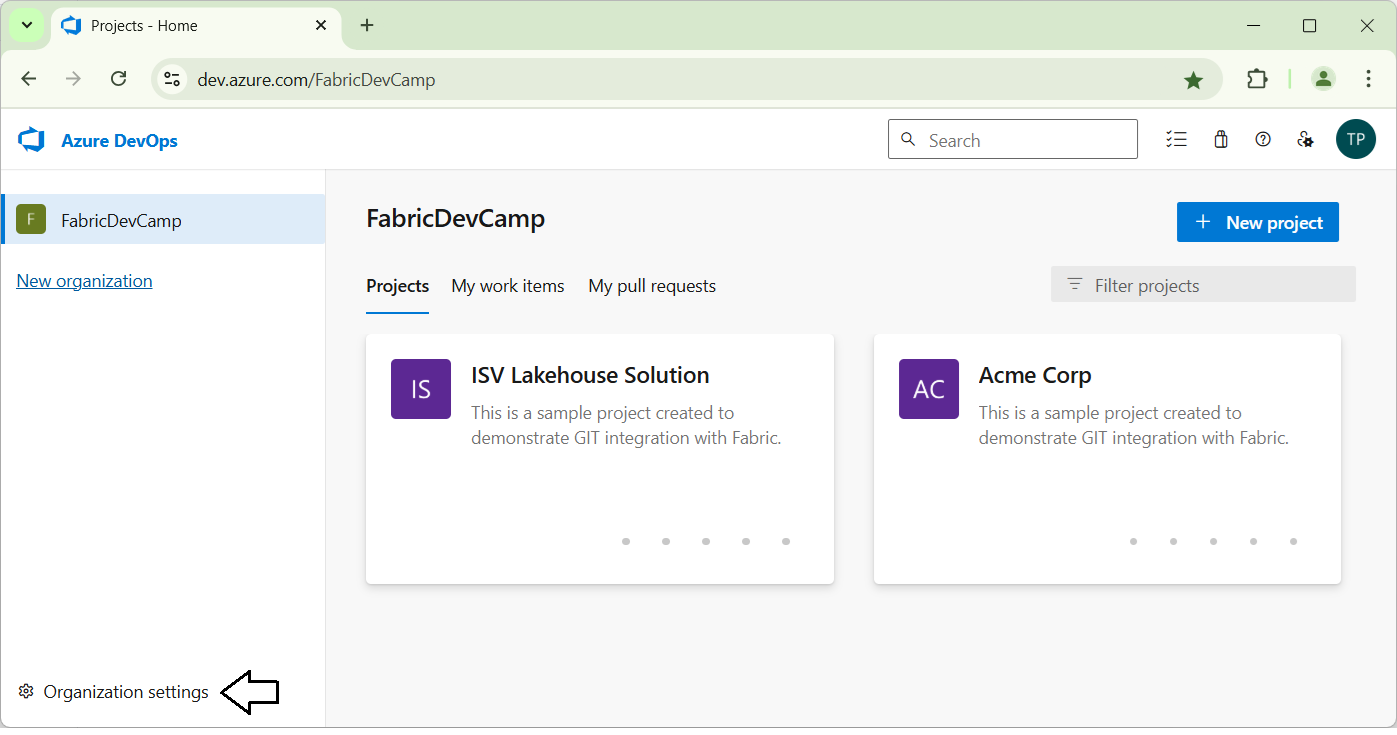 Projects - Home
dev.azure.com/FabricDevCamp
Azure DevOps
Search
TP
F
FabricDevCamp
New organization
FabricDevCamp
New project
Projects
My work items
My pull requests
Filter projects
IS
ISV Lakehouse Solution
This is a sample project created to
demonstrate GIT integration with Fabric.
AC
Acme Corp
This is a sample project created to
demonstrate GIT integration with Fabric.
Organization settings